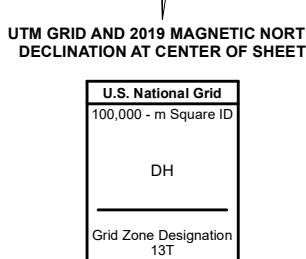 UTM GRID AND 2019 MAGNETIC NORT
DECLINATION AT CENTER OF SHEET
U.S. National Grid
100,000 - m Square ID
DH
Grid Zone Designation
13T